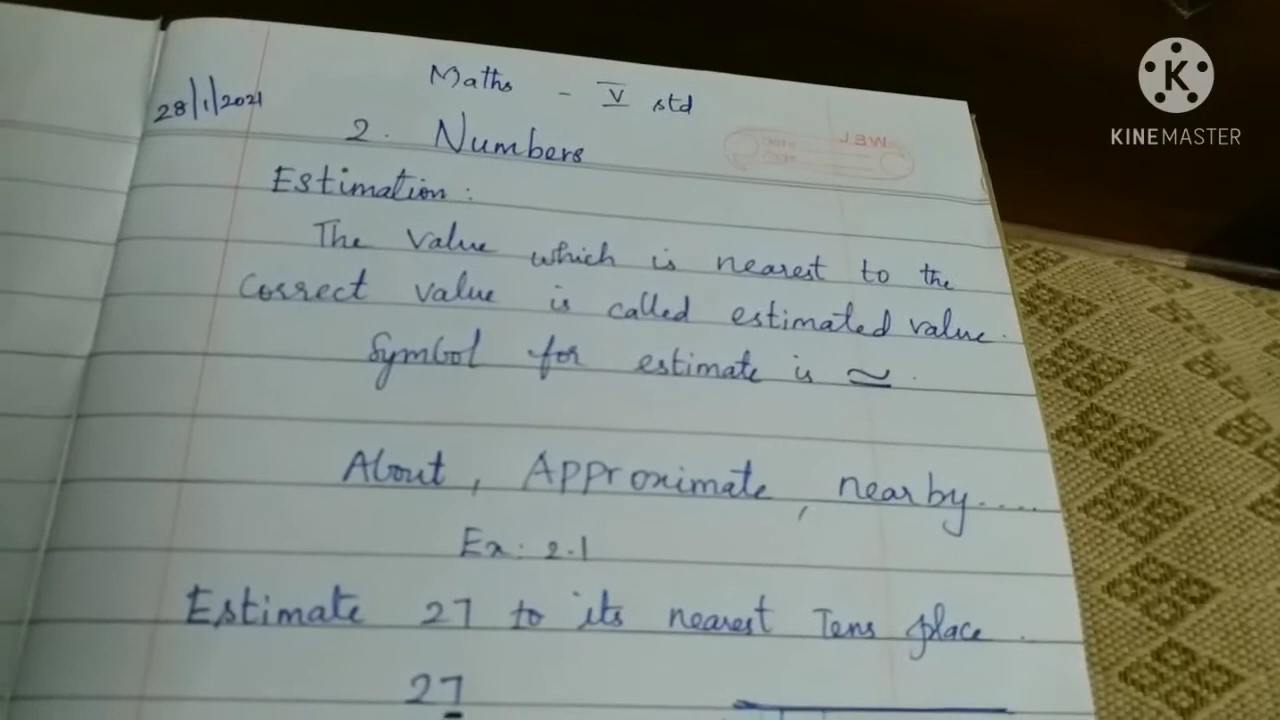 K
KINEMASTER
Maths - V std
28/1/2021
2. Numbers
Estimation:
The Value which is nearest to the
Correct value is called estimated value.
Symbol for estimate is ≃.
About, Approximate, nearby.....
Ex: 2.1
Estimate 27 to its nearest Tens place.
27